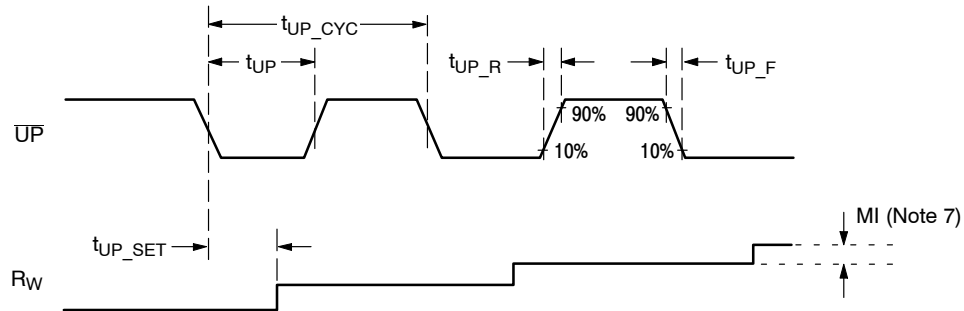 tUP_CYC
tUP
tUP_R
tUP_F
UP
90%
90%
10%
10%
MI (Note 7)
tUP_SET
RW